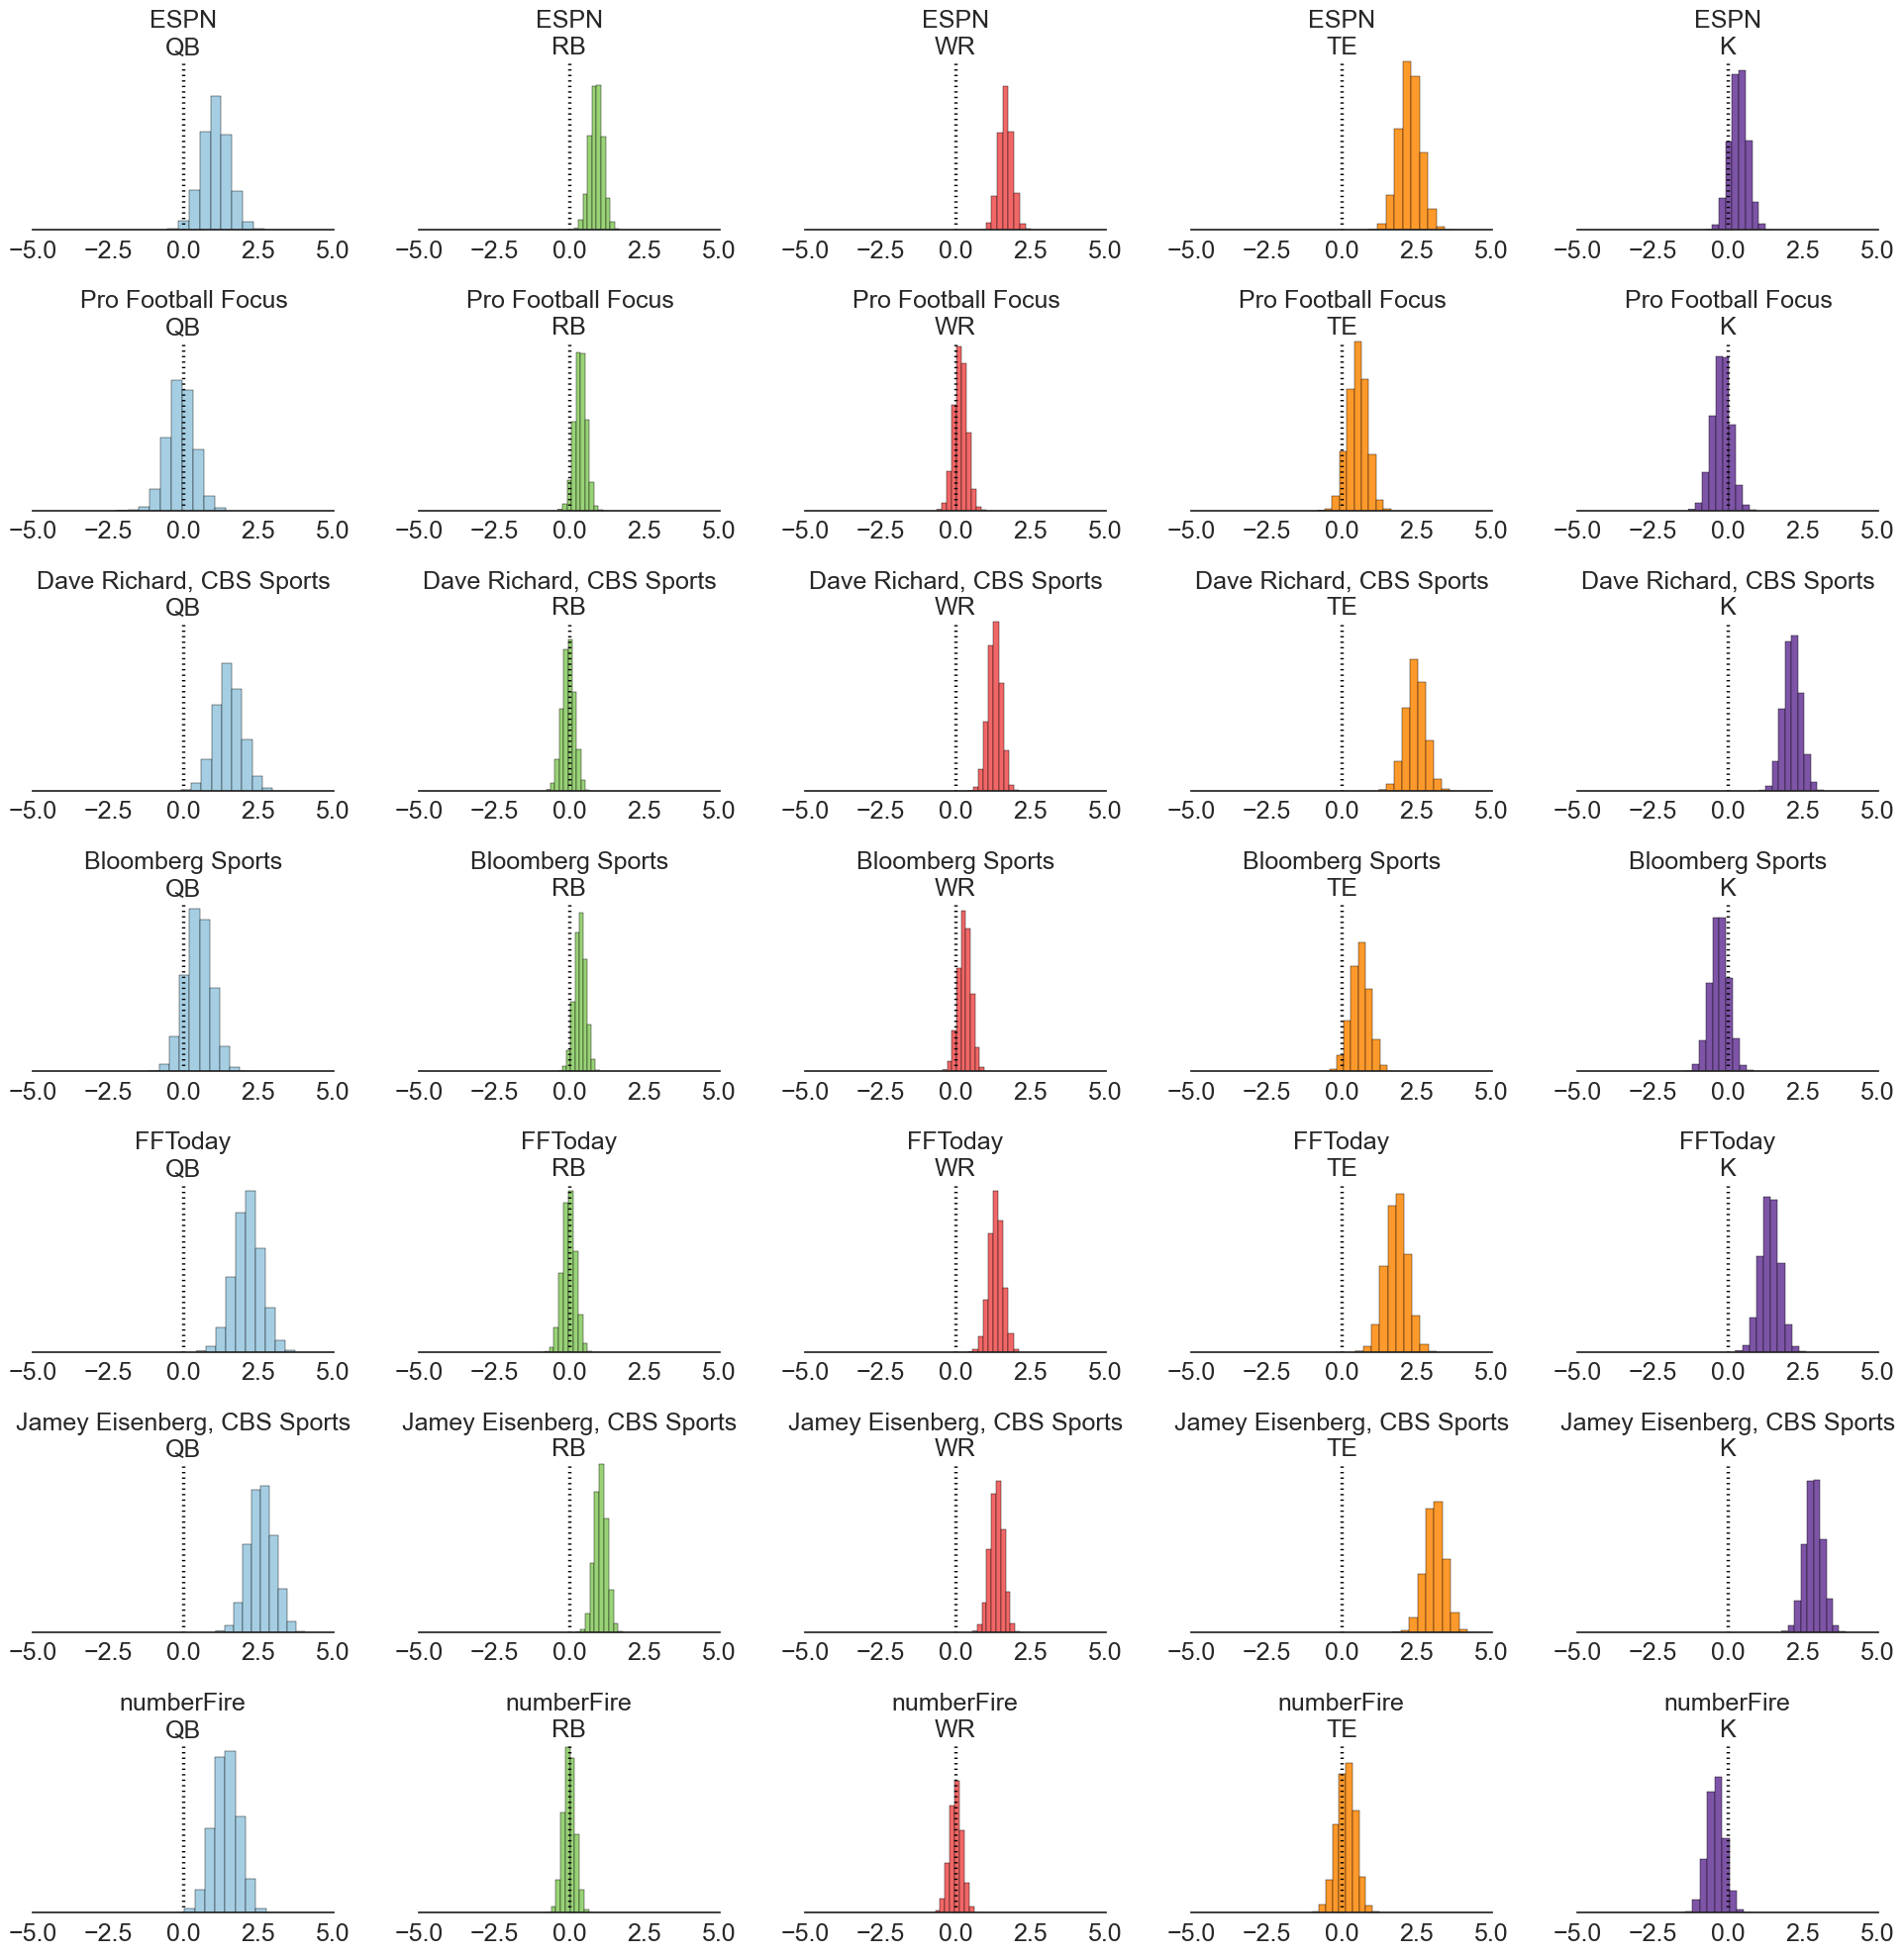 ESPN ESPN ESPN ESPN ESPN
QB RB WR TE K
−5.0 −2.5 0.0 2.5 5.0 −5.0 −2.5 0.0 2.5 5.0 −5.0 −2.5 0.0 2.5 5.0 −5.0 −2.5 0.0 2.5 5.0 −5.0 −2.5 0.0 2.5 5.0
Pro Football Focus Pro Football Focus Pro Football Focus Pro Football Focus Pro Football Focus
QB RB WR TE K
−5.0 −2.5 0.0 2.5 5.0 −5.0 −2.5 0.0 2.5 5.0 −5.0 −2.5 0.0 2.5 5.0 −5.0 −2.5 0.0 2.5 5.0 −5.0 −2.5 0.0 2.5 5.0
Dave Richard, CBS Sports Dave Richard, CBS Sports Dave Richard, CBS Sports Dave Richard, CBS Sports Dave Richard, CBS Sports
QB RB WR TE K
−5.0 −2.5 0.0 2.5 5.0 −5.0 −2.5 0.0 2.5 5.0 −5.0 −2.5 0.0 2.5 5.0 −5.0 −2.5 0.0 2.5 5.0 −5.0 −2.5 0.0 2.5 5.0
Bloomberg Sports Bloomberg Sports Bloomberg Sports Bloomberg Sports Bloomberg Sports
QB RB WR TE K
−5.0 −2.5 0.0 2.5 5.0 −5.0 −2.5 0.0 2.5 5.0 −5.0 −2.5 0.0 2.5 5.0 −5.0 −2.5 0.0 2.5 5.0 −5.0 −2.5 0.0 2.5 5.0
FFToday FFToday FFToday FFToday FFToday
QB RB WR TE K
−5.0 −2.5 0.0 2.5 5.0 −5.0 −2.5 0.0 2.5 5.0 −5.0 −2.5 0.0 2.5 5.0 −5.0 −2.5 0.0 2.5 5.0 −5.0 −2.5 0.0 2.5 5.0
Jamey Eisenberg, CBS Sports Jamey Eisenberg, CBS Sports Jamey Eisenberg, CBS Sports Jamey Eisenberg, CBS Sports Jamey Eisenberg, CBS Sports
QB RB WR TE K
−5.0 −2.5 0.0 2.5 5.0 −5.0 −2.5 0.0 2.5 5.0 −5.0 −2.5 0.0 2.5 5.0 −5.0 −2.5 0.0 2.5 5.0 −5.0 −2.5 0.0 2.5 5.0
numberFire numberFire numberFire numberFire numberFire
QB RB WR TE K
−5.0 −2.5 0.0 2.5 5.0 −5.0 −2.5 0.0 2.5 5.0 −5.0 −2.5 0.0 2.5 5.0 −5.0 −2.5 0.0 2.5 5.0 −5.0 −2.5 0.0 2.5 5.0